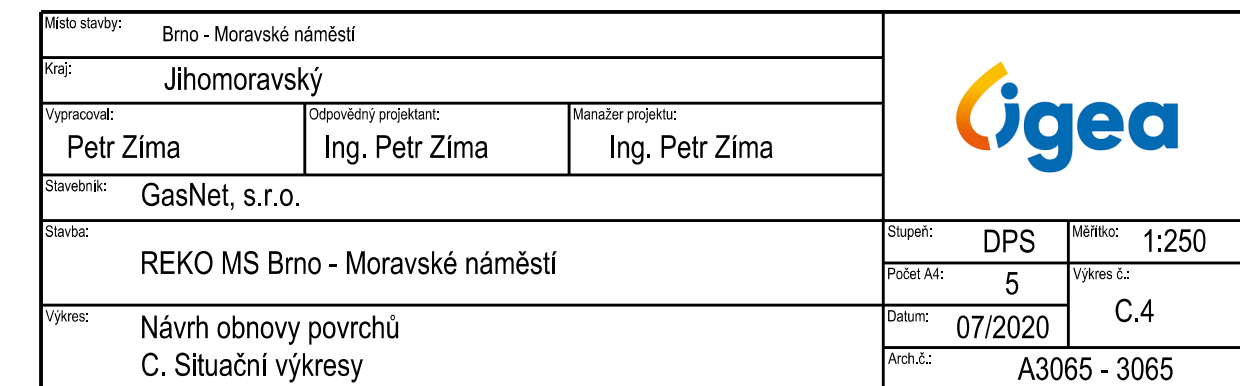 Místo stavby: Brno - Moravské náměstí
Kraj: Jihomoravský
Vypracoval: Odpovědný projektant: Manažer projektu:
Petr Zíma Ing. Petr Zíma Ing. Petr Zíma
igea
Stavebník: GasNet, s.r.o.
Stavba: REKO MS Brno - Moravské náměstí
Stupeň: DPS Měřítko: 1:250
Počet A4: 5 Výkres č.: C.4
Datum: 07/2020
Výkres: Návrh obnovy povrchů
C. Situační výkresy
Arch.č.: A3065 - 3065